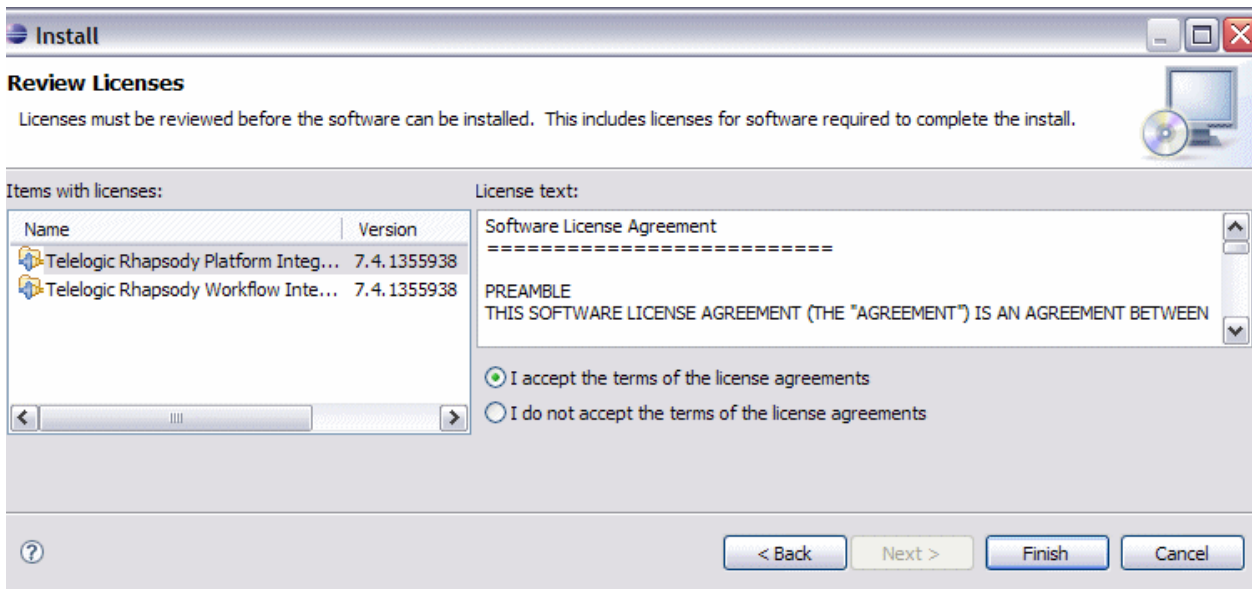 Install
Review Licenses
Licenses must be reviewed before the software can be installed.  This includes licenses for software required to complete the install.
Items with licenses:
Name Version
Telelogic Rhapsody Platform Integ... 7.4.1355938
Telelogic Rhapsody Workflow Inte... 7.4.1355938
License text:
Software License Agreement
==========================
PREAMBLE
THIS SOFTWARE LICENSE AGREEMENT (THE "AGREEMENT") IS AN AGREEMENT BETWEEN
I accept the terms of the license agreements
I do not accept the terms of the license agreements
? < Back Next > Finish Cancel